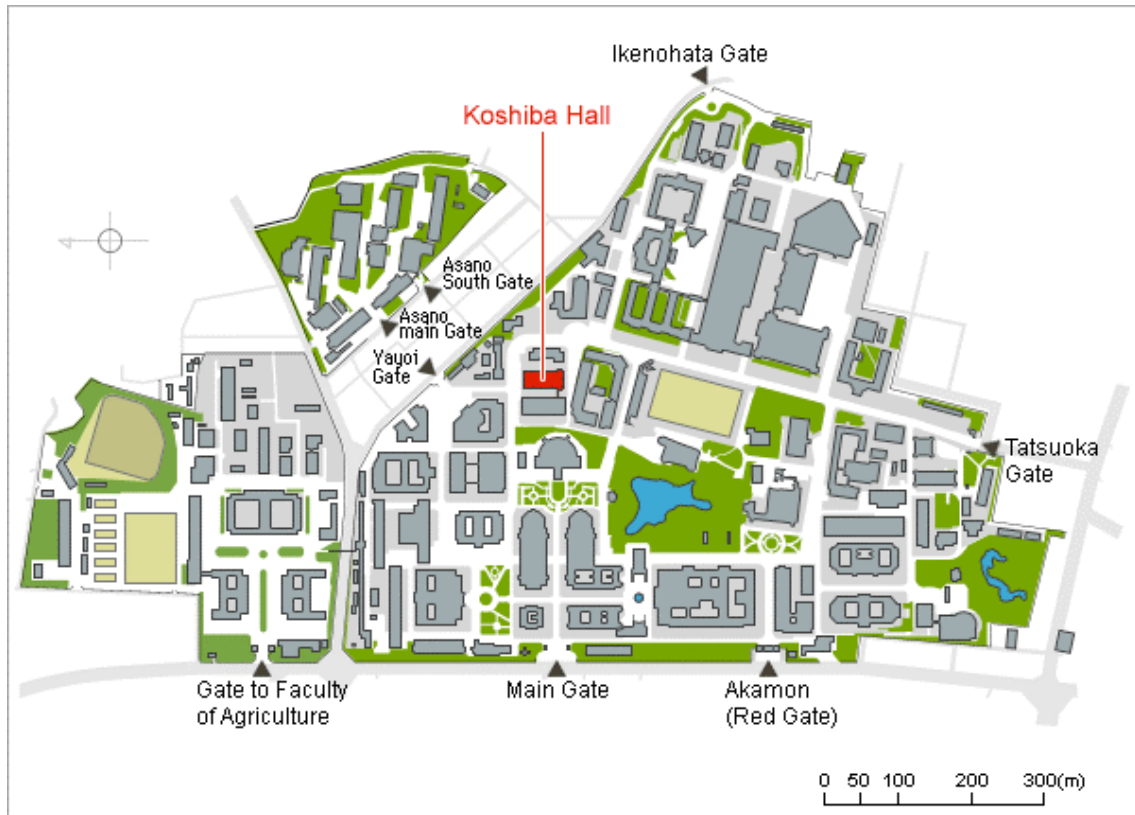 Ikenohata Gate
Koshiba Hall
Asano
South Gate
Asano
main Gate
Yayoi
Gate
Tatsuoka
Gate
Gate to Faculty
of Agriculture
Main Gate
Akamon
(Red Gate)
0 50 100 200 300(m)